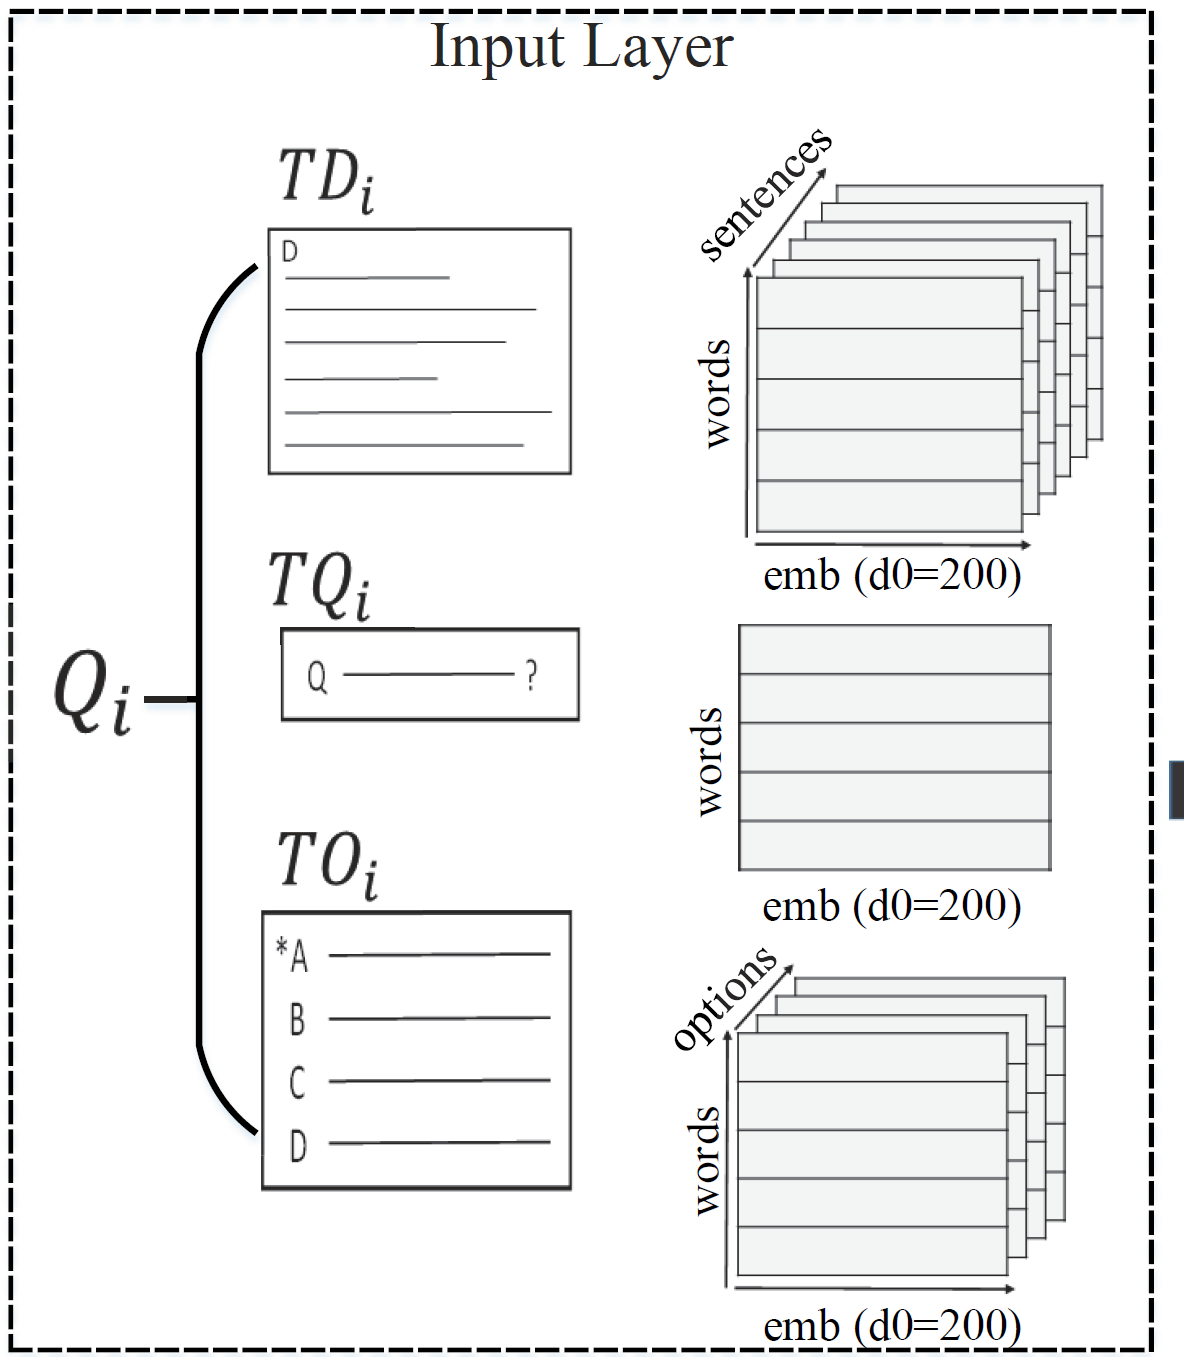 Input Layer
TDᵢ
D
sentences
words
emb (d0=200)
TQᵢ
Q ?
Qᵢ
words
emb (d0=200)
TOᵢ
*A
B
C
D
options
words
emb (d0=200)